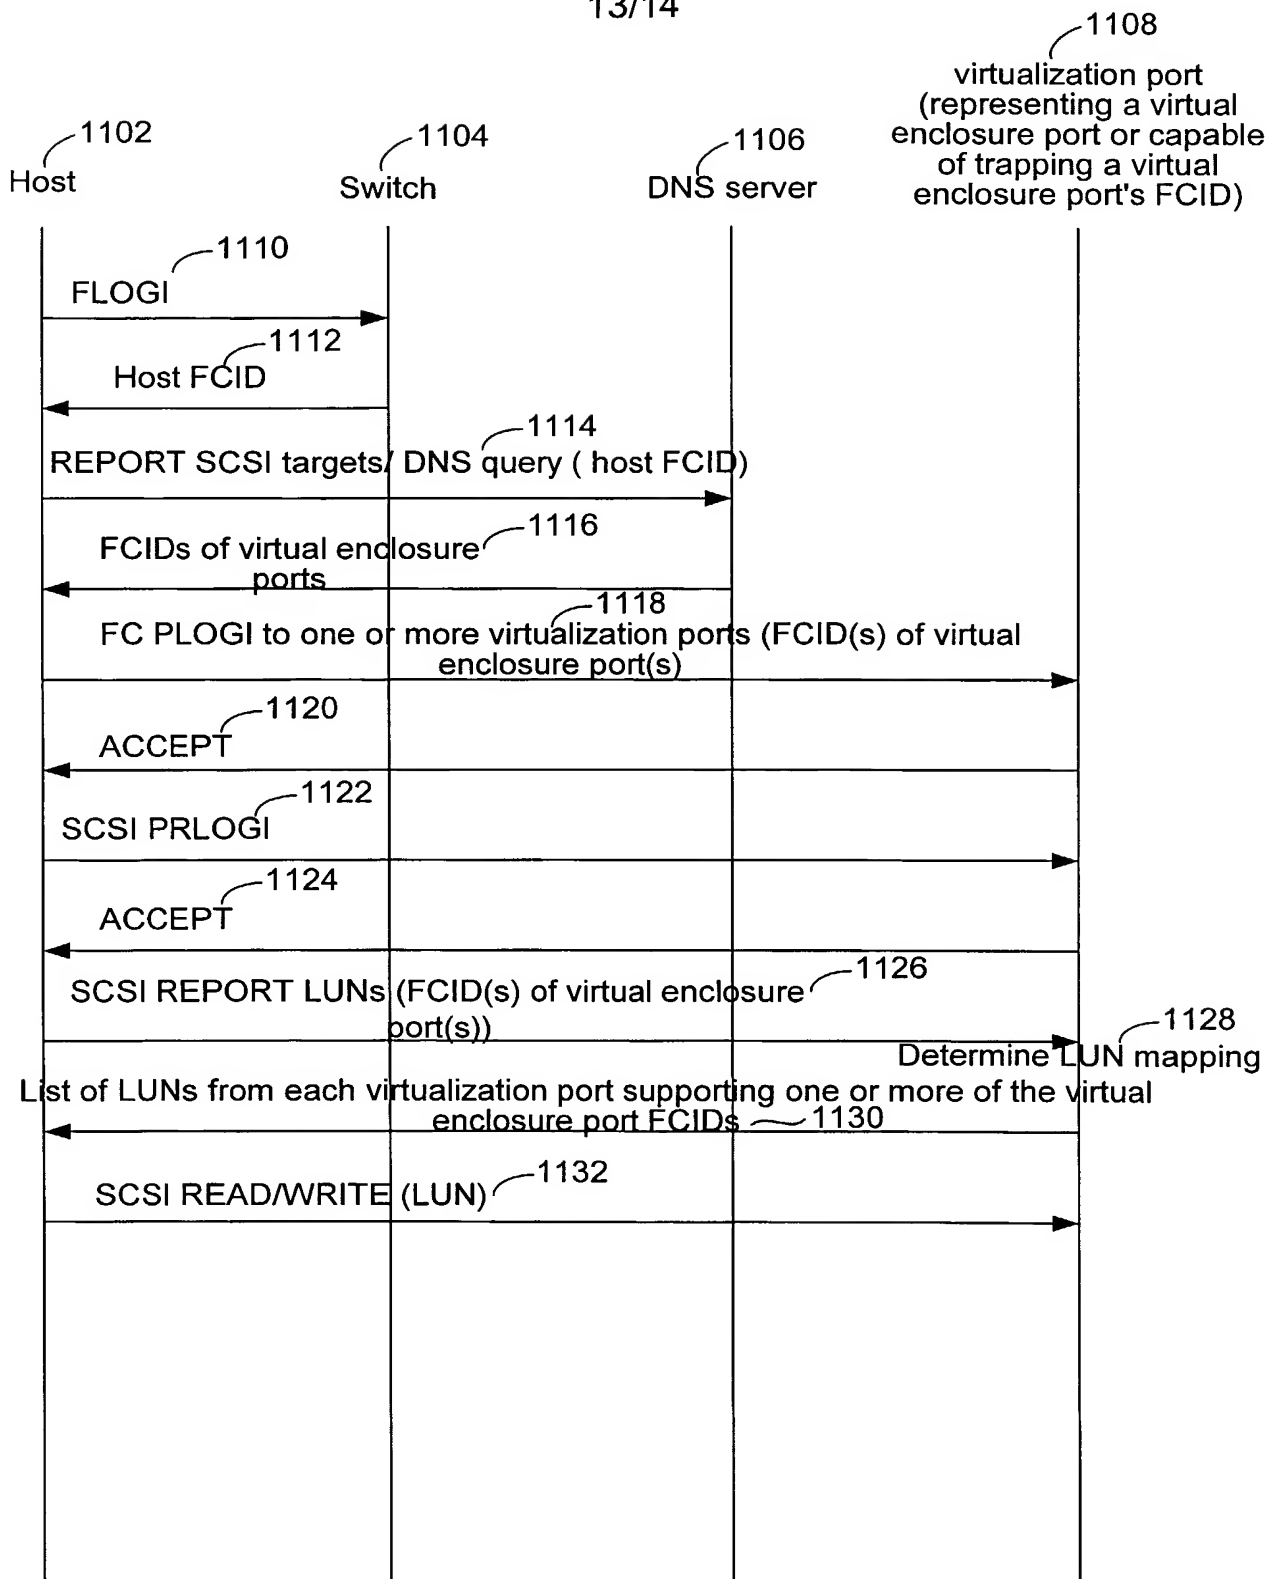 13/14
1108
virtualization port
(representing a virtual
enclosure port or capable
of trapping a virtual
enclosure port's FCID)
1102
Host
1104
Switch
1106
DNS server
1110
FLOGI
1112
Host FCID
1114
REPORT SCSI targets/ DNS query ( host FCID)
1116
FCIDs of virtual enclosure
ports
1118
FC PLOGI to one or more virtualization ports (FCID(s) of virtual
enclosure port(s)
1120
ACCEPT
1122
SCSI PRLOGI
1124
ACCEPT
1126
SCSI REPORT LUNs (FCID(s) of virtual enclosure
port(s))
1128
Determine LUN mapping
List of LUNs from each virtualization port supporting one or more of the virtual
enclosure port FCIDs 1130
1132
SCSI READ/WRITE (LUN)